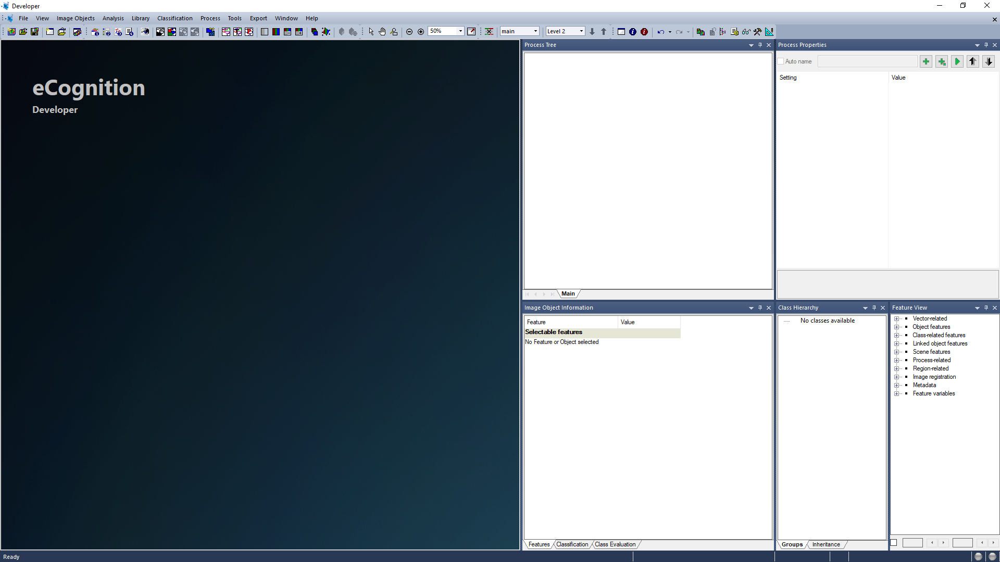 Developer
File View Image Objects Analysis Library Classification Process Tools Export Window Help
50% main Level 2
eCognition
Developer
Process Tree
Main
Process Properties
Auto name
Setting Value
Image Object Information
Feature Value
Selectable features
No Feature or Object selected
Features Classification Class Evaluation
Class Hierarchy
No classes available
Groups Inheritance
Feature View
Vector-related
Object features
Class-related features
Linked object features
Scene features
Process-related
Region-related
Image registration
Metadata
Feature variables
Ready